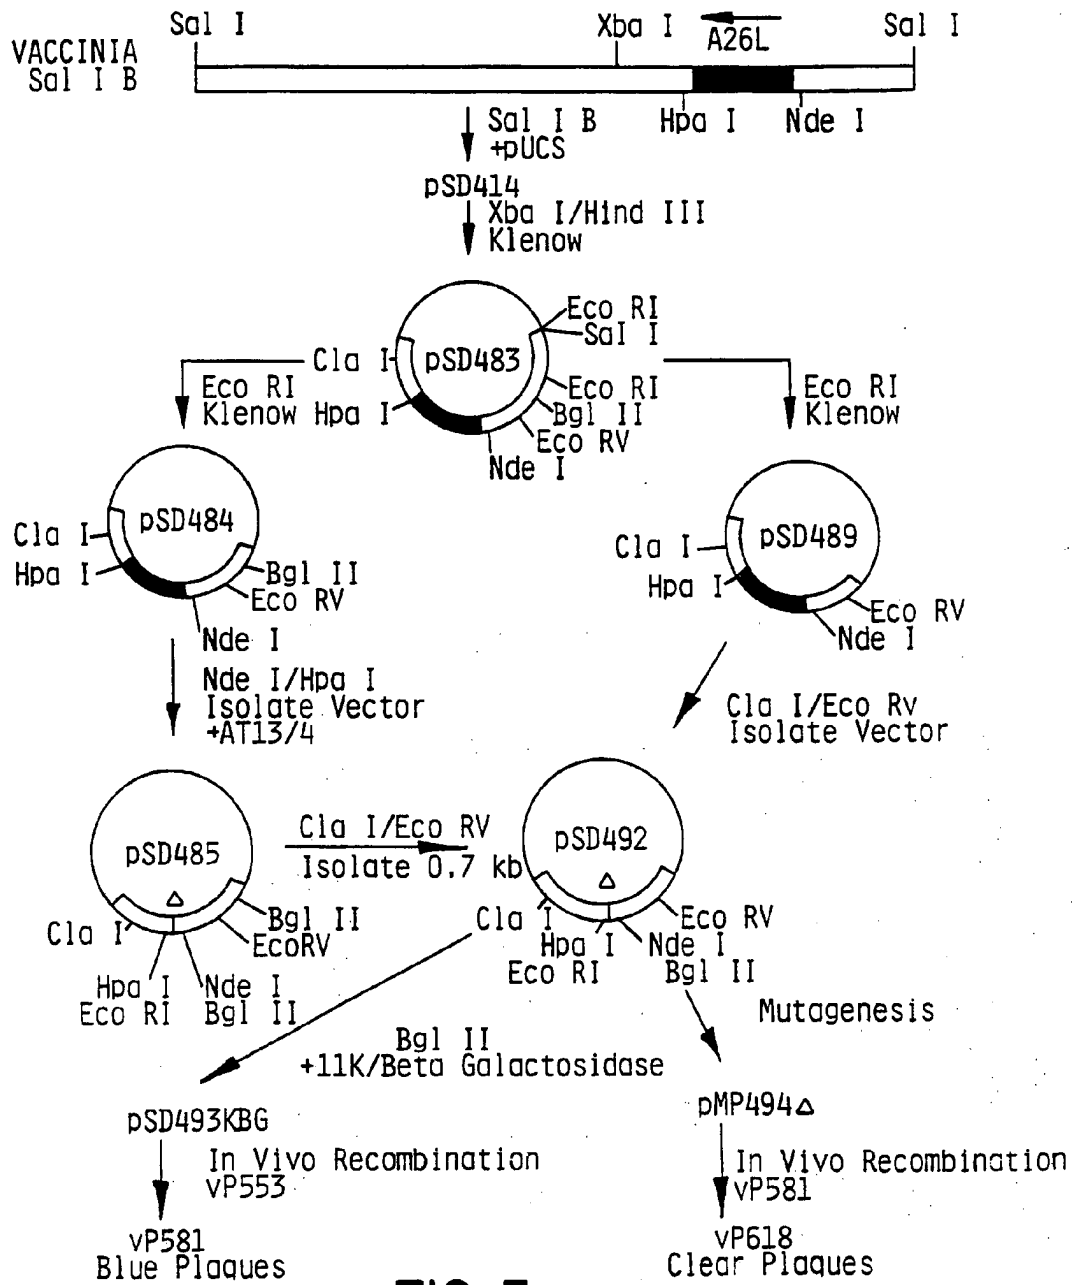 Sal I
Xba I
A26L
Sal I
VACCINIA
Sal I B
Hpa I
Nde I
Sal I B
+pUCS
pSD414
Xba I/Hind III
Klenow
pSD483
Eco RI
Sal I
Cla I
Eco RI
Bgl II
Hpa I
Eco RV
Nde I
Eco RI
Klenow
Eco RI
Klenow
pSD484
Cla I
Hpa I
Bgl II
Eco RV
Nde I
pSD489
Cla I
Hpa I
Eco RV
Nde I
Nde I/Hpa I
Isolate Vector
+AT13/4
Cla I/Eco Rv
Isolate Vector
pSD485
Cla I/Eco RV
Isolate 0.7 kb
pSD492
Δ
Δ
Cla I
Bgl II
EcoRV
Hpa I
Nde I
Eco RI
Bgl II
Cla I
Eco RV
Hpa I
Nde I
Eco RI
Bgl II
Mutagenesis
Bgl II
+11K/Beta Galactosidase
pSD493KBG
pMP494Δ
In Vivo Recombination
vP553
In Vivo Recombination
vP581
vP581
Blue Plaques
vP618
Clear Plaques